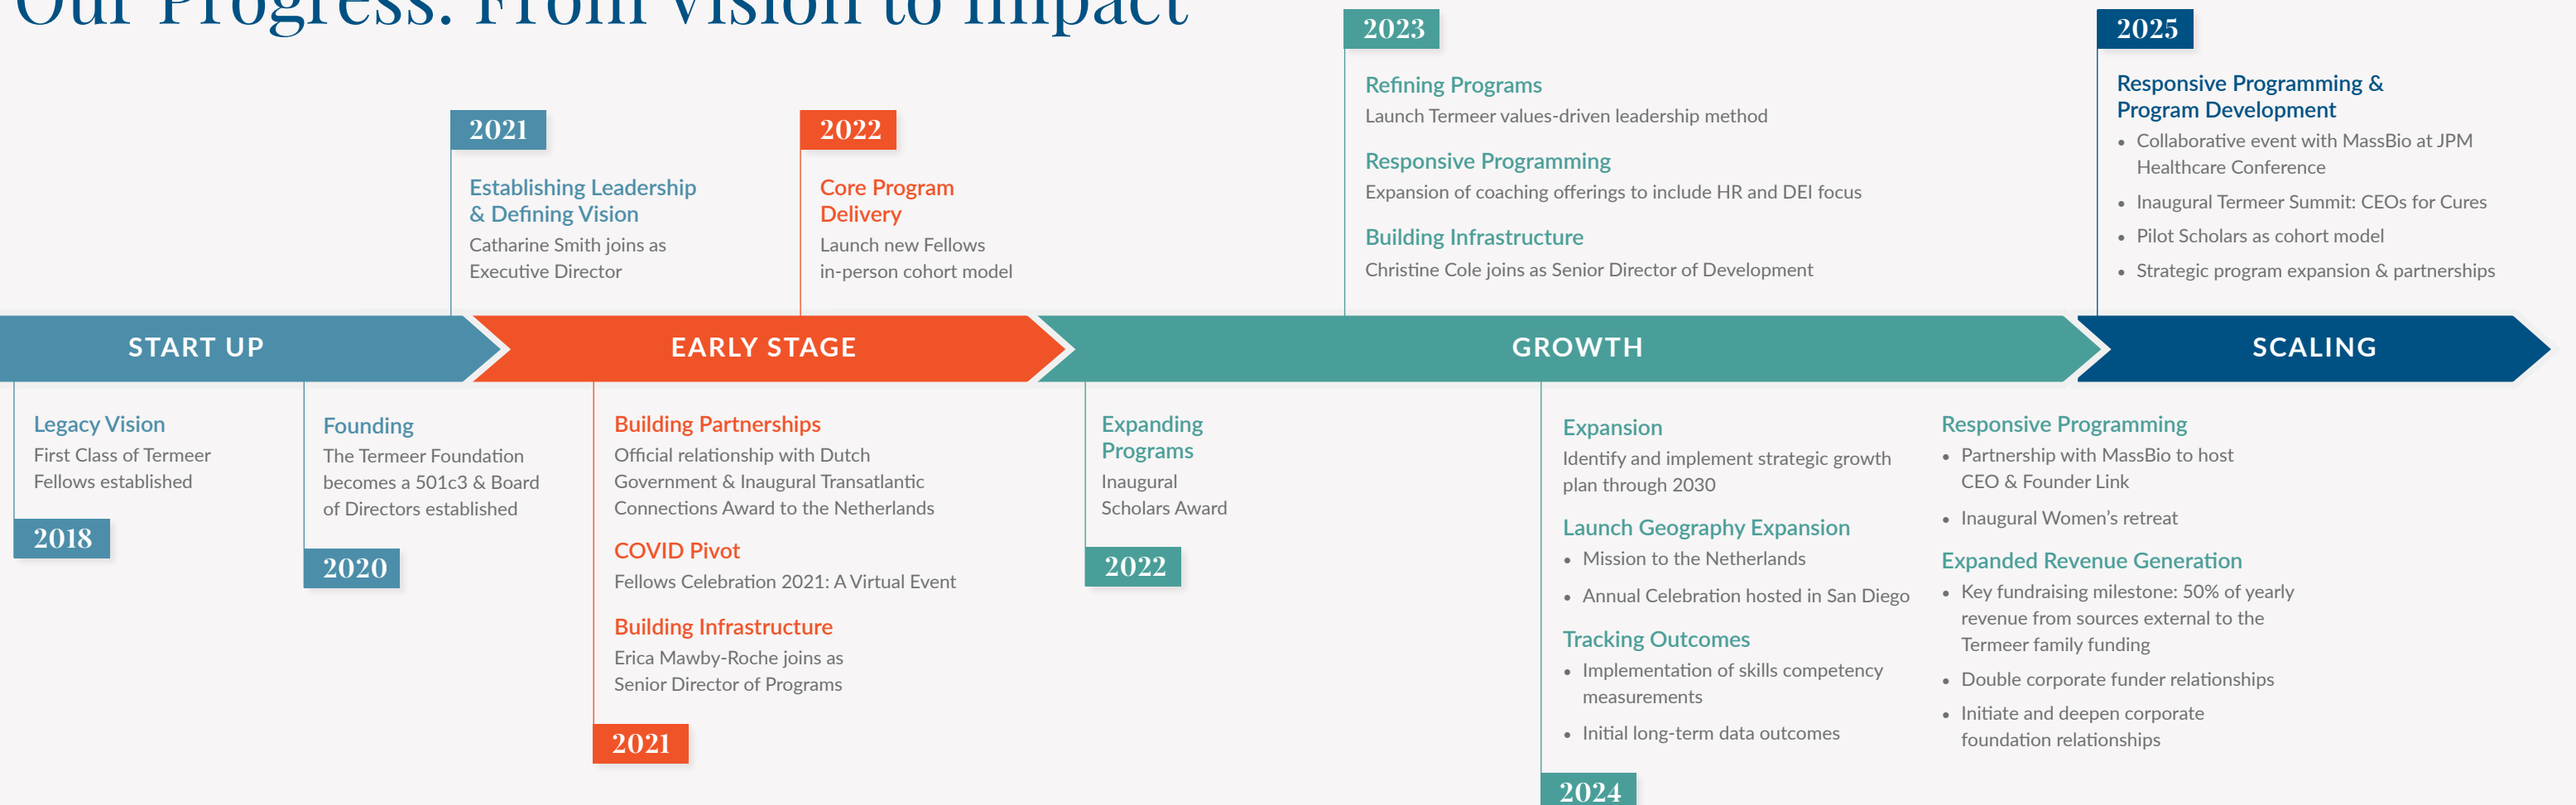 Our Progress: From Vision to Impact
2023
Refining Programs
Launch Termeer values-driven leadership method
Responsive Programming
Expansion of coaching offerings to include HR and DEI focus
Building Infrastructure
Christine Cole joins as Senior Director of Development
2025
Responsive Programming &
Program Development
• Collaborative event with MassBio at JPM
Healthcare Conference
• Inaugural Termeer Summit: CEOs for Cures
• Pilot Scholars as cohort model
• Strategic program expansion & partnerships
2021
Establishing Leadership
& Defining Vision
Catharine Smith joins as
Executive Director
2022
Core Program
Delivery
Launch new Fellows
in-person cohort model
START UP
EARLY STAGE
GROWTH
SCALING
Legacy Vision
First Class of Termeer
Fellows established
2018
Founding
The Termeer Foundation
becomes a 501c3 & Board
of Directors established
2020
Building Partnerships
Official relationship with Dutch
Government & Inaugural Transatlantic
Connections Award to the Netherlands
COVID Pivot
Fellows Celebration 2021: A Virtual Event
Building Infrastructure
Erica Mawby-Roche joins as
Senior Director of Programs
2021
Expanding
Programs
Inaugural
Scholars Award
2022
Expansion
Identify and implement strategic growth
plan through 2030
Launch Geography Expansion
• Mission to the Netherlands
• Annual Celebration hosted in San Diego
Tracking Outcomes
• Implementation of skills competency
measurements
• Initial long-term data outcomes
2024
Responsive Programming
• Partnership with MassBio to host
CEO & Founder Link
• Inaugural Women’s retreat
Expanded Revenue Generation
• Key fundraising milestone: 50% of yearly
revenue from sources external to the
Termeer family funding
• Double corporate funder relationships
• Initiate and deepen corporate
foundation relationships